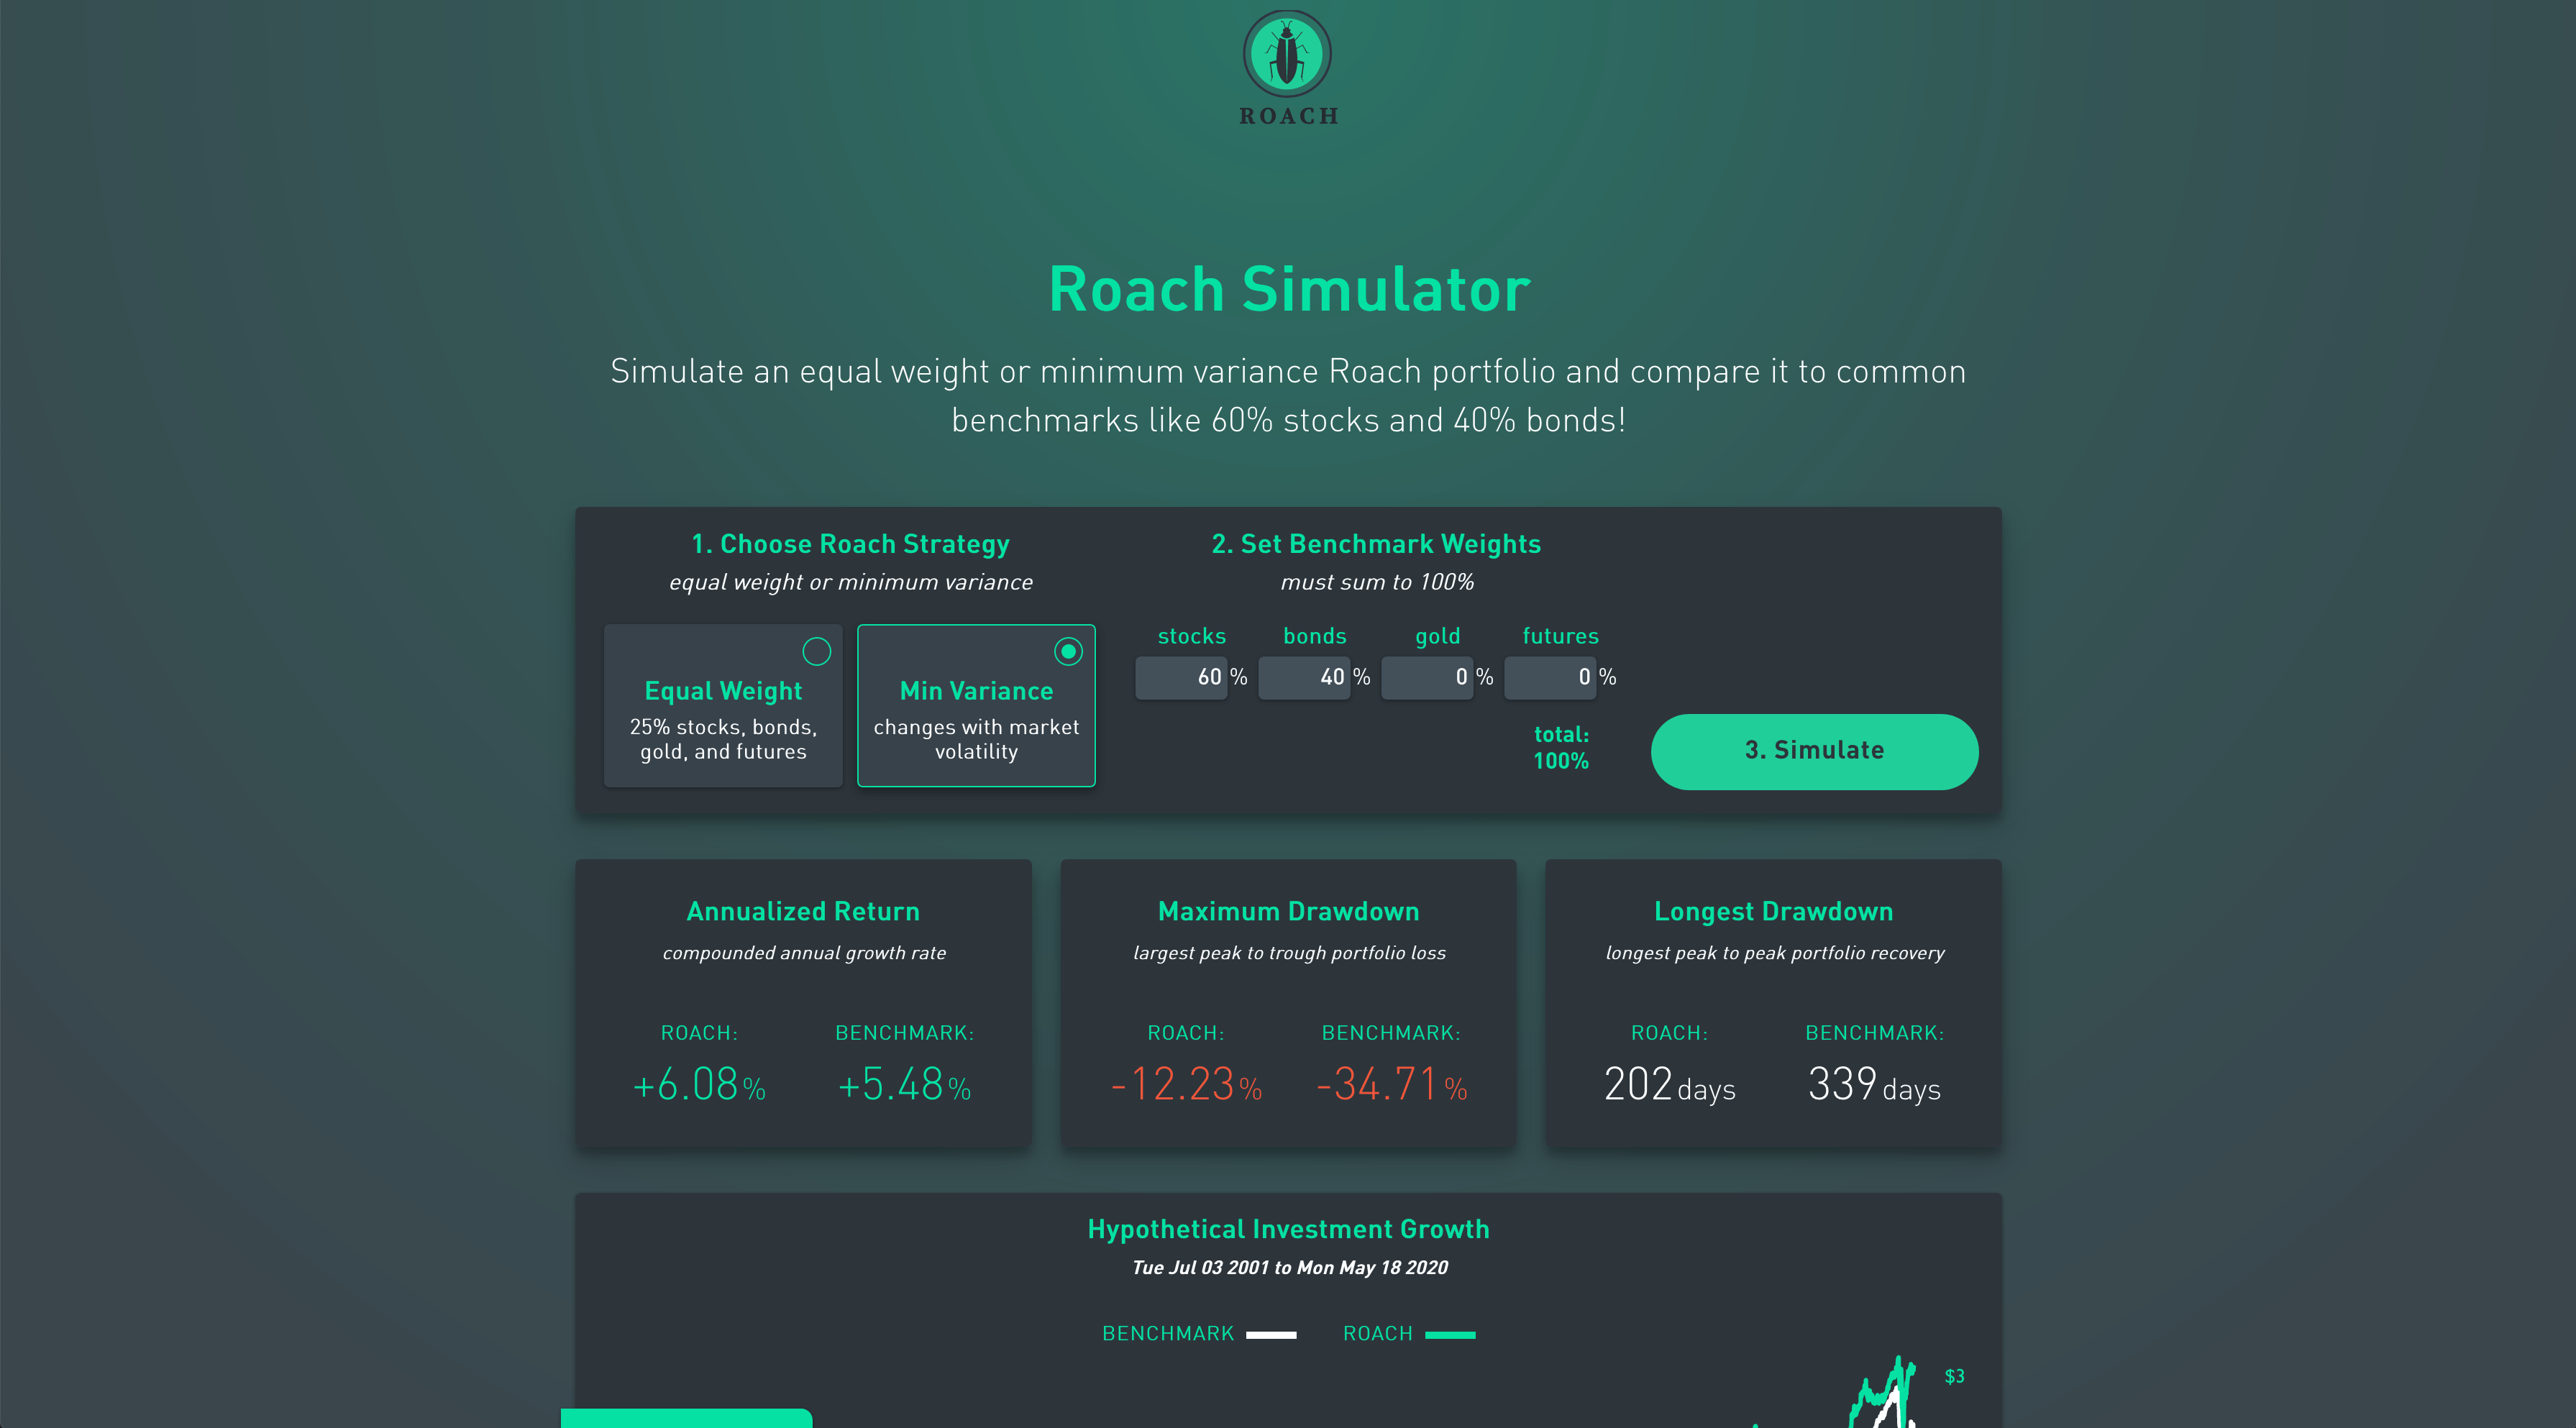 ROACH
Roach Simulator
Simulate an equal weight or minimum variance Roach portfolio and compare it to common
benchmarks like 60% stocks and 40% bonds!
1. Choose Roach Strategy
equal weight or minimum variance
Equal Weight
25% stocks, bonds,
gold, and futures
Min Variance
changes with market
volatility
2. Set Benchmark Weights
must sum to 100%
stocks bonds gold futures
60 % 40 % 0 % 0 %
total:
100%
3. Simulate
Annualized Return
compounded annual growth rate
ROACH: BENCHMARK:
+6.08% +5.48%
Maximum Drawdown
largest peak to trough portfolio loss
ROACH: BENCHMARK:
-12.23% -34.71%
Longest Drawdown
longest peak to peak portfolio recovery
ROACH: BENCHMARK:
202 days 339 days
Hypothetical Investment Growth
Tue Jul 03 2001 to Mon May 18 2020
BENCHMARK ROACH
$3